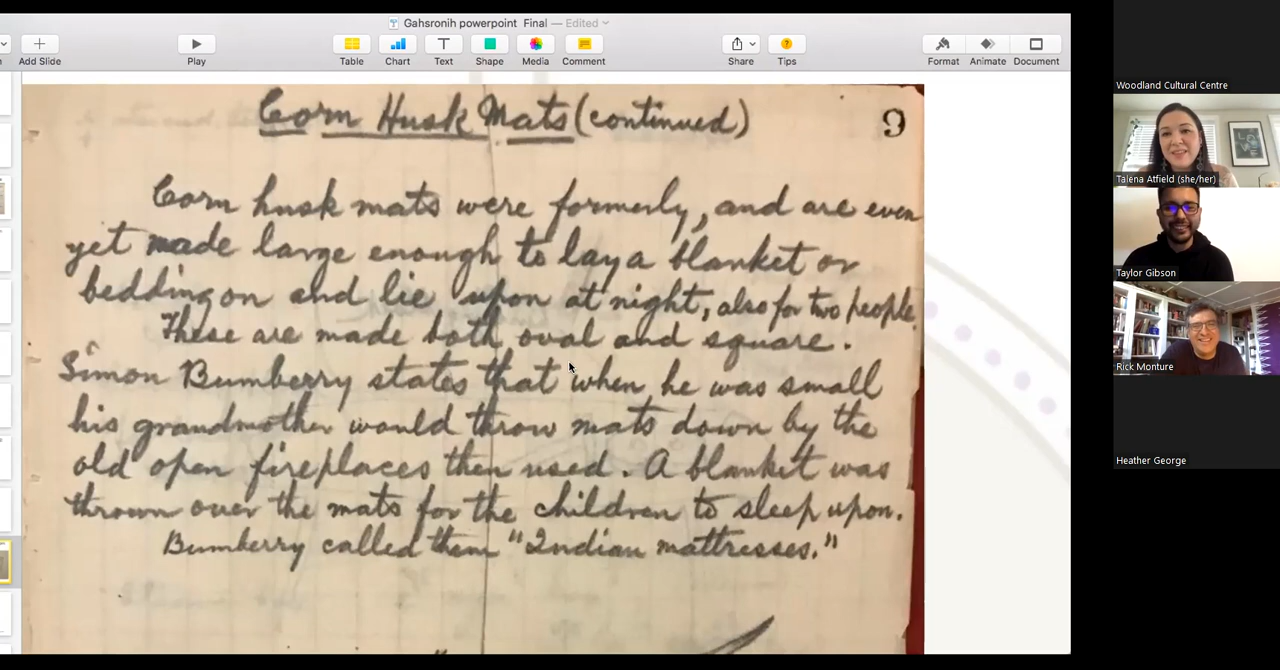 Gahsronih powerpoint Final — Edited
Add Slide
Play
Table
Chart
Text
Shape
Media
Comment
Share
Tips
Format
Animate
Document
Corn Husk Mats (continued)
9
Corn husk mats were formerly, and are even
yet made large enough to lay a blanket or
bedding on and lie upon at night, also for two people.
These are made both oval and square.
Simon Bumberry states that when he was small
his grandmother would throw mats down by the
old open fireplaces then used. A blanket was
thrown over the mats for the children to sleep upon.
Bumberry called them "Indian mattresses."
Woodland Cultural Centre
Talena Atfield (she/her)
Taylor Gibson
Rick Monture
Heather George